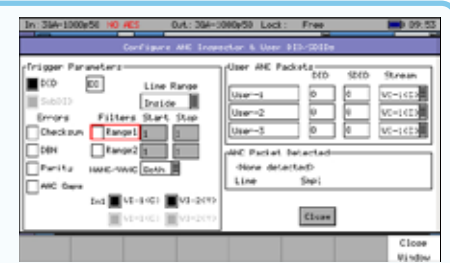 In: 3GA-1080p50 NO AES Out: 3GA-1080p50 Lock: Free 09:53
Configure ANC Inspector & User DID-SDIDs
Trigger Parameters
DID
SubDID
Line Range
Inside
Errors Filters Start Stop
Checksum Range1
DBN Range2
Parity HANC-VANC Both
ANC Gaps
User ANC Packets
DID SDID Stream
User-1 0 0
User-2 0 0
User-3 0 0
ANC Packet Detected
-None detected-
Line Smpl
Close
Close
Window